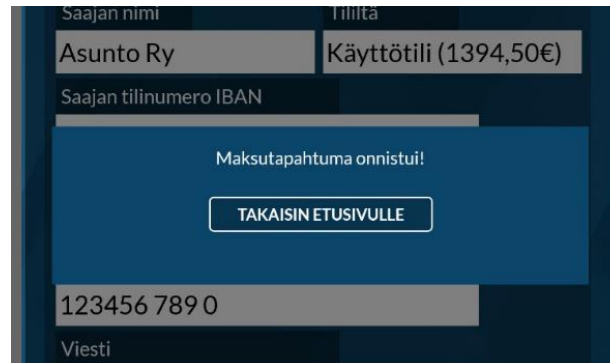 Saajan nimi
Tililtä
Asunto Ry
Käyttötili (1394,50€)
Saajan tilinumero IBAN
Maksutapahtuma onnistui!
TAKAISIN ETUSIVULLE
123456 789 0
Viesti